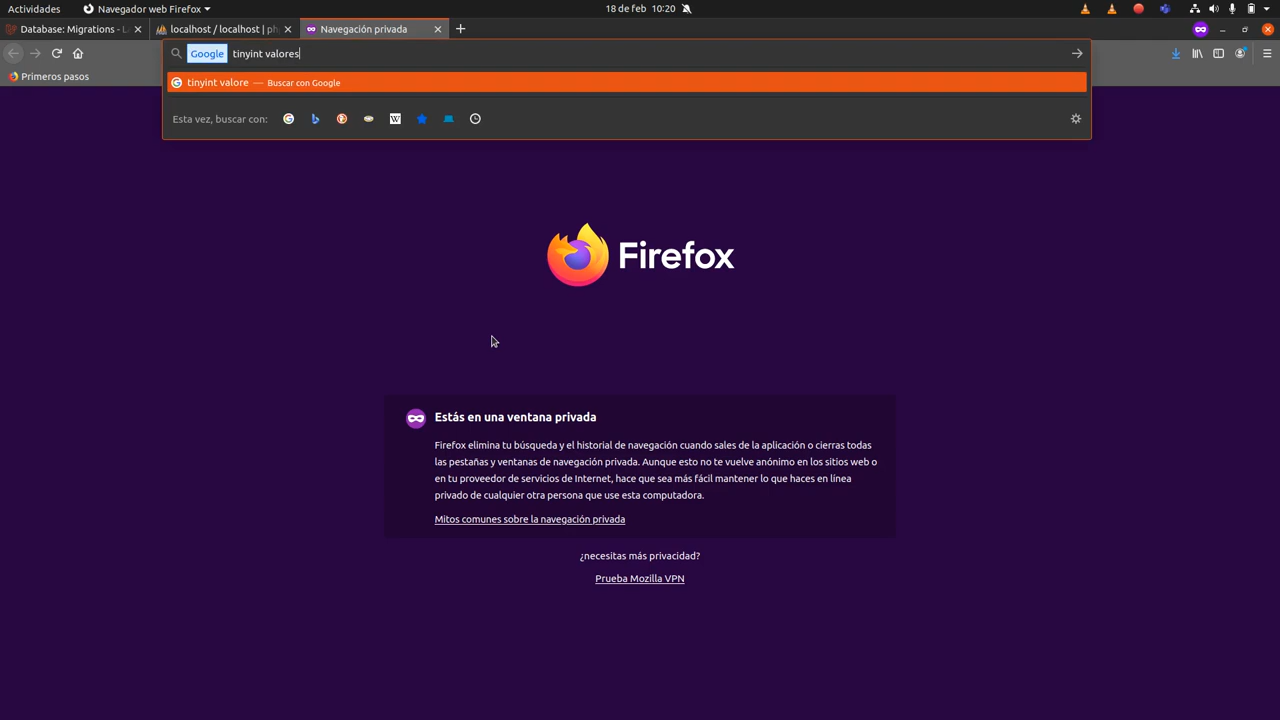 Actividades
Navegador web Firefox
18 de feb 10:20
Database: Migrations - L
localhost / localhost | ph
Navegación privada
Google tinyint valores
Primeros pasos
tinyint valore — Buscar con Google
Esta vez, buscar con:
W
Firefox
Estás en una ventana privada
Firefox elimina tu búsqueda y el historial de navegación cuando sales de la aplicación o cierras todas
las pestañas y ventanas de navegación privada. Aunque esto no te vuelve anónimo en los sitios web o
en tu proveedor de servicios de Internet, hace que sea más fácil mantener lo que haces en línea
privado de cualquier otra persona que use esta computadora.
Mitos comunes sobre la navegación privada
¿necesitas más privacidad?
Prueba Mozilla VPN